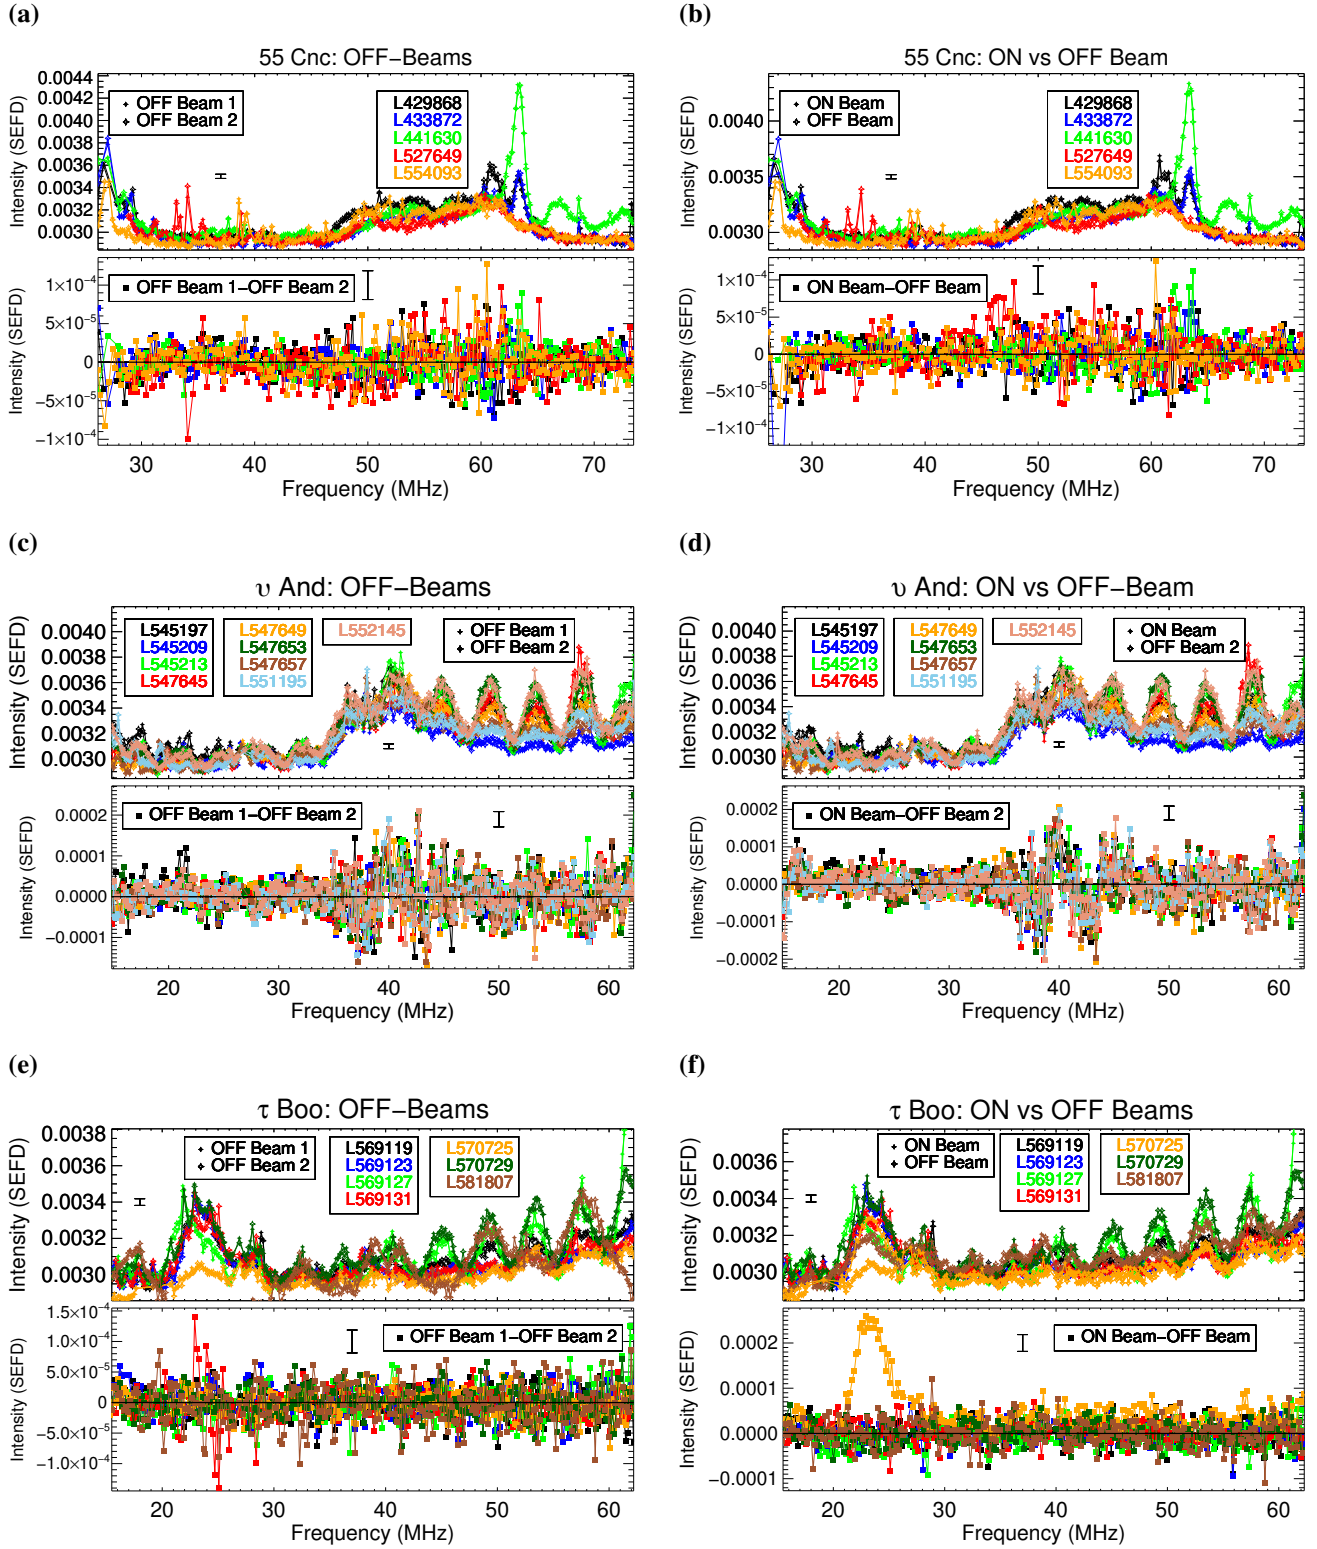 (a)
55 Cnc: OFF−Beams
Intensity (SEFD)
0.0044
0.0042
0.0040
0.0038
0.0036
0.0034
0.0032
0.0030
OFF Beam 1
OFF Beam 2
L429868
L433872
L441630
L527649
L554093
Intensity (SEFD)
1×10−4
5×10−5
0
−5×10−5
−1×10−4
OFF Beam 1−OFF Beam 2
30 40 50 60 70
Frequency (MHz)
(b)
55 Cnc: ON vs OFF Beam
Intensity (SEFD)
0.0040
0.0035
0.0030
ON Beam
OFF Beam
L429868
L433872
L441630
L527649
L554093
Intensity (SEFD)
1×10−4
5×10−5
0
−5×10−5
−1×10−4
ON Beam−OFF Beam
30 40 50 60 70
Frequency (MHz)
(c)
υ And: OFF−Beams
Intensity (SEFD)
0.0040
0.0038
0.0036
0.0034
0.0032
0.0030
L545197
L545209
L545213
L547645
L547649
L547653
L547657
L551195
L552145
OFF Beam 1
OFF Beam 2
Intensity (SEFD)
0.0002
0.0001
0.0000
−0.0001
OFF Beam 1−OFF Beam 2
20 30 40 50 60
Frequency (MHz)
(d)
υ And: ON vs OFF−Beam
Intensity (SEFD)
0.0040
0.0038
0.0036
0.0034
0.0032
0.0030
L545197
L545209
L545213
L547645
L547649
L547653
L547657
L551195
L552145
ON Beam
OFF Beam 2
Intensity (SEFD)
0.0002
0.0001
0.0000
−0.0001
−0.0002
ON Beam−OFF Beam 2
20 30 40 50 60
Frequency (MHz)
(e)
τ Boo: OFF−Beams
Intensity (SEFD)
0.0038
0.0036
0.0034
0.0032
0.0030
OFF Beam 1
OFF Beam 2
L569119
L569123
L569127
L569131
L570725
L570729
L581807
Intensity (SEFD)
1.5×10−4
1.0×10−4
5.0×10−5
0
−5.0×10−5
−1.0×10−4
OFF Beam 1−OFF Beam 2
20 30 40 50 60
Frequency (MHz)
(f)
τ Boo: ON vs OFF Beams
Intensity (SEFD)
0.0036
0.0034
0.0032
0.0030
ON Beam
OFF Beam
L569119
L569123
L569127
L569131
L570725
L570729
L581807
Intensity (SEFD)
0.0002
0.0001
0.0000
−0.0001
ON Beam−OFF Beam
20 30 40 50 60
Frequency (MHz)